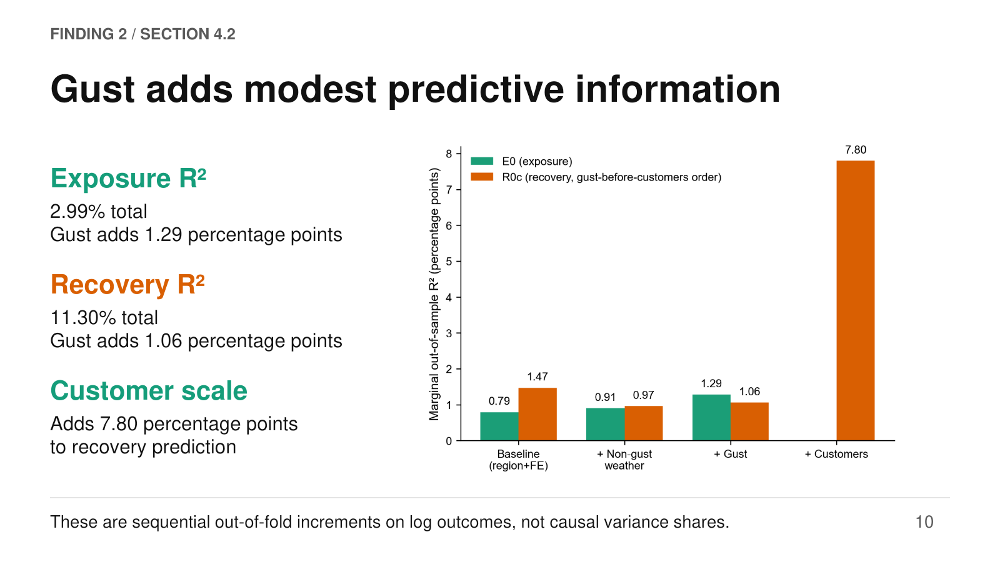 FINDING 2 / SECTION 4.2
Gust adds modest predictive information
Exposure R²
2.99% total
Gust adds 1.29 percentage points
Recovery R²
11.30% total
Gust adds 1.06 percentage points
Customer scale
Adds 7.80 percentage points
to recovery prediction
Marginal out-of-sample R² (percentage points)
8
7
6
5
4
3
2
1
0
E0 (exposure)
R0c (recovery, gust-before-customers order)
0.79
1.47
0.91
0.97
1.29
1.06
7.80
Baseline
(region+FE)
+ Non-gust
weather
+ Gust
+ Customers
These are sequential out-of-fold increments on log outcomes, not causal variance shares.
10